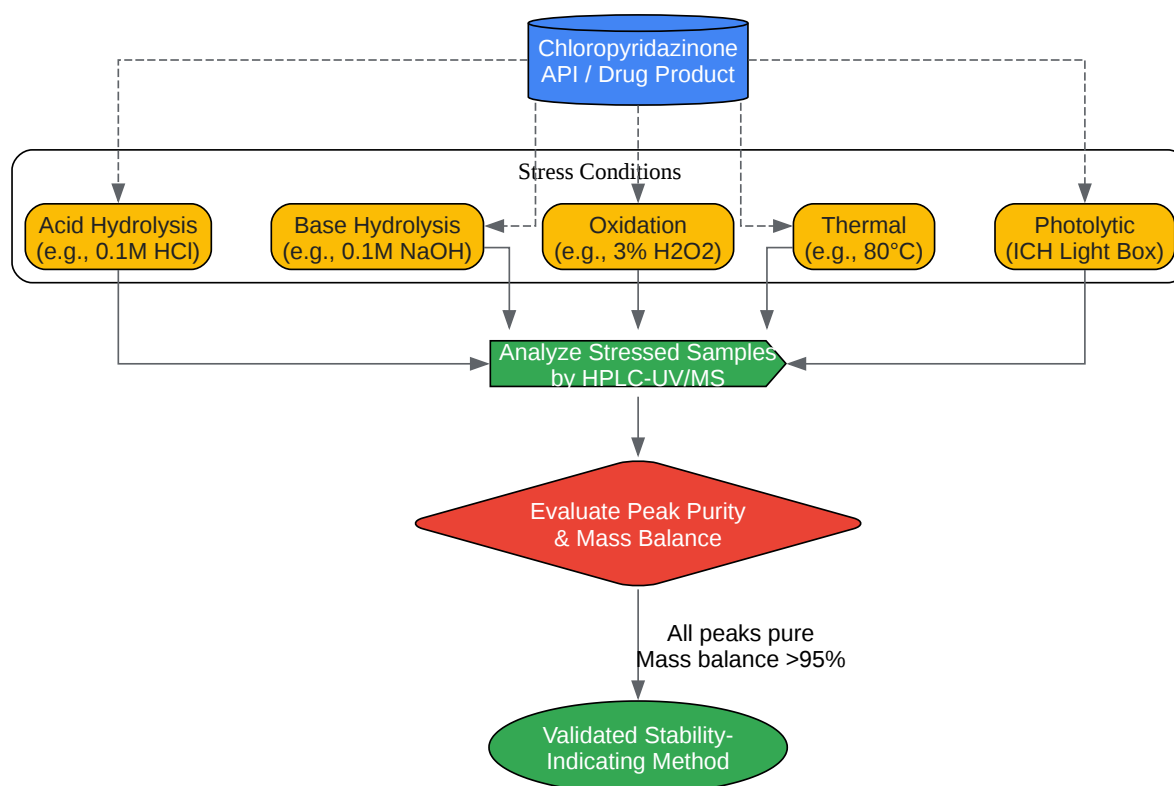 Chloropyridazinone
API / Drug Product
Stress Conditions
Acid Hydrolysis
(e.g., 0.1M HCl)
Base Hydrolysis
(e.g., 0.1M NaOH)
Oxidation
(e.g., 3% H2O2)
Thermal
(e.g., 80°C)
Photolytic
(ICH Light Box)
Analyze Stressed Samples
by HPLC-UV/MS
Evaluate Peak Purity
& Mass Balance
All peaks pure
Mass balance >95%
Validated Stability-
Indicating Method